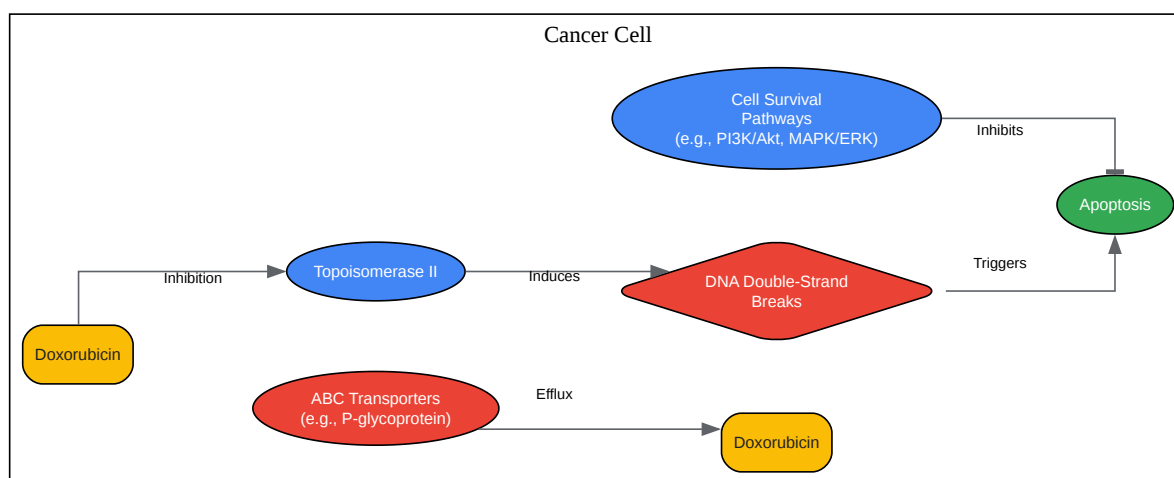 Cancer Cell
Cell Survival
Pathways
(e.g., PI3K/Akt, MAPK/ERK)
Inhibits
Apoptosis
Triggers
Topoisomerase II
Inhibition
Induces
DNA Double-Strand
Breaks
Doxorubicin
ABC Transporters
(e.g., P-glycoprotein)
Efflux
Doxorubicin